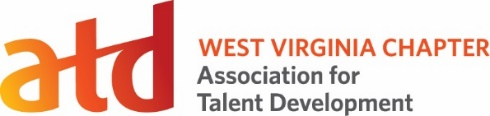 atd
WEST VIRGINIA CHAPTER
Association for
Talent Development